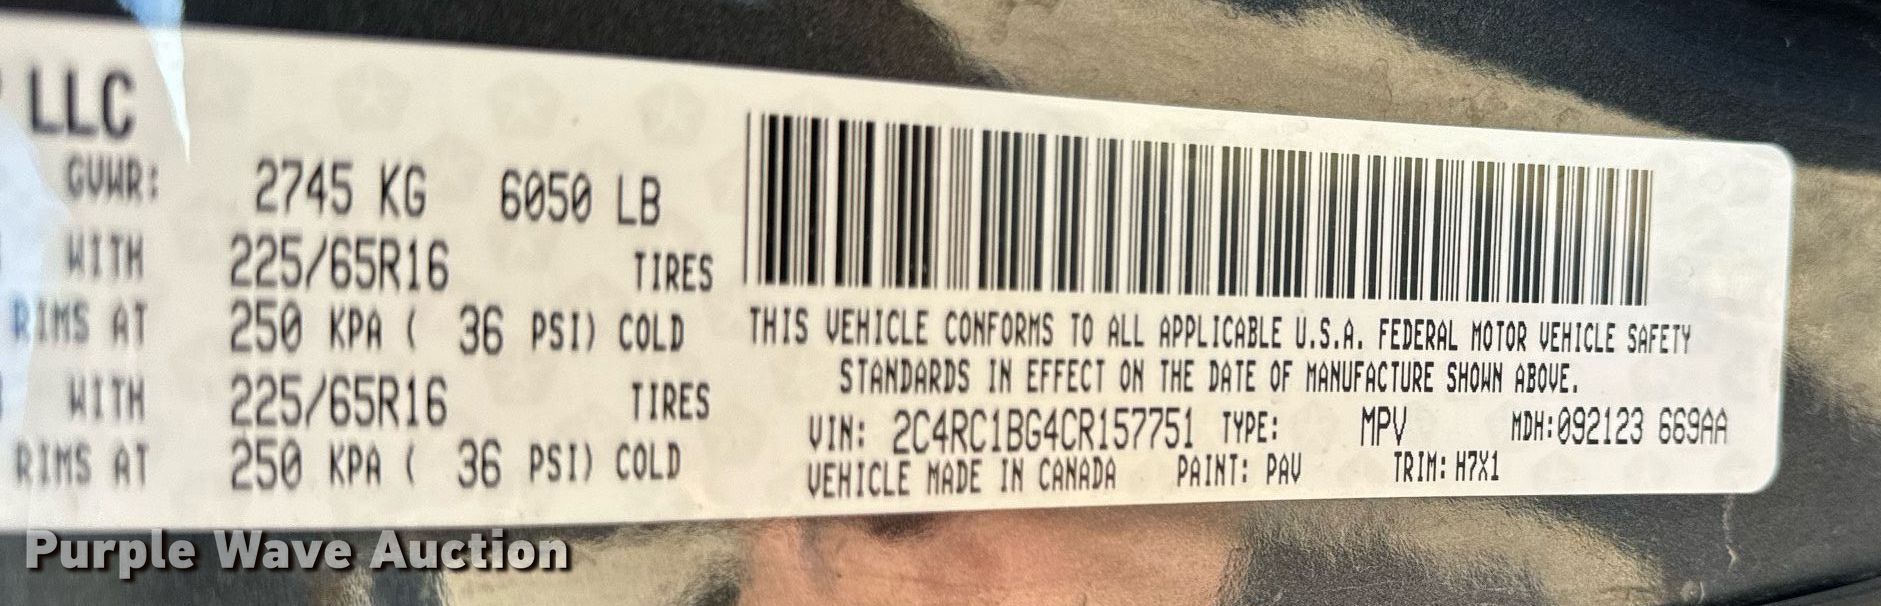 LLC
GVWR: 2745 KG 6050 LB
WITH 225/65R16 TIRES
RIMS AT 250 KPA ( 36 PSI) COLD
WITH 225/65R16 TIRES
RIMS AT 250 KPA ( 36 PSI) COLD
THIS VEHICLE CONFORMS TO ALL APPLICABLE U.S.A. FEDERAL MOTOR VEHICLE SAFETY
STANDARDS IN EFFECT ON THE DATE OF MANUFACTURE SHOWN ABOVE.
VIN: 2C4RC1BG4CR157751 TYPE: MPV MDH:092123 669AA
VEHICLE MADE IN CANADA PAINT: PAV TRIM: H7X1
Purple Wave Auction